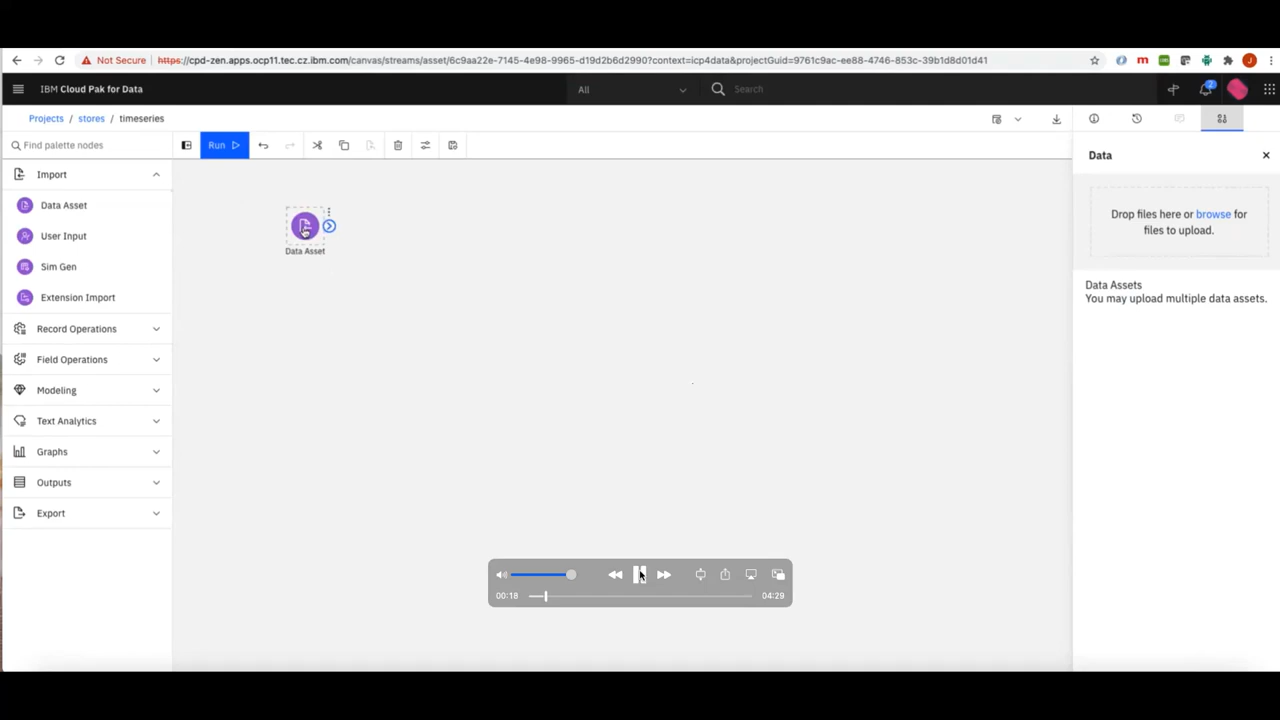 Not Secure https://cpd-zen.apps.ocp11.tec.cz.ibm.com/canvas/streams/asset/6c9aa22e-7145-4e98-9965-d19d2b6d2990?context=icp4data&projectGuid=9761c9ac-ee88-4746-853c-39b1d8d01d41
IBM Cloud Pak for Data All Search 2
Projects / stores / timeseries
Find palette nodes Run
Import
Data Asset
User Input
Sim Gen
Extension Import
Record Operations
Field Operations
Modeling
Text Analytics
Graphs
Outputs
Export
Data Asset
Data
Drop files here or browse for
files to upload.
Data Assets
You may upload multiple data assets.
00:18 04:29